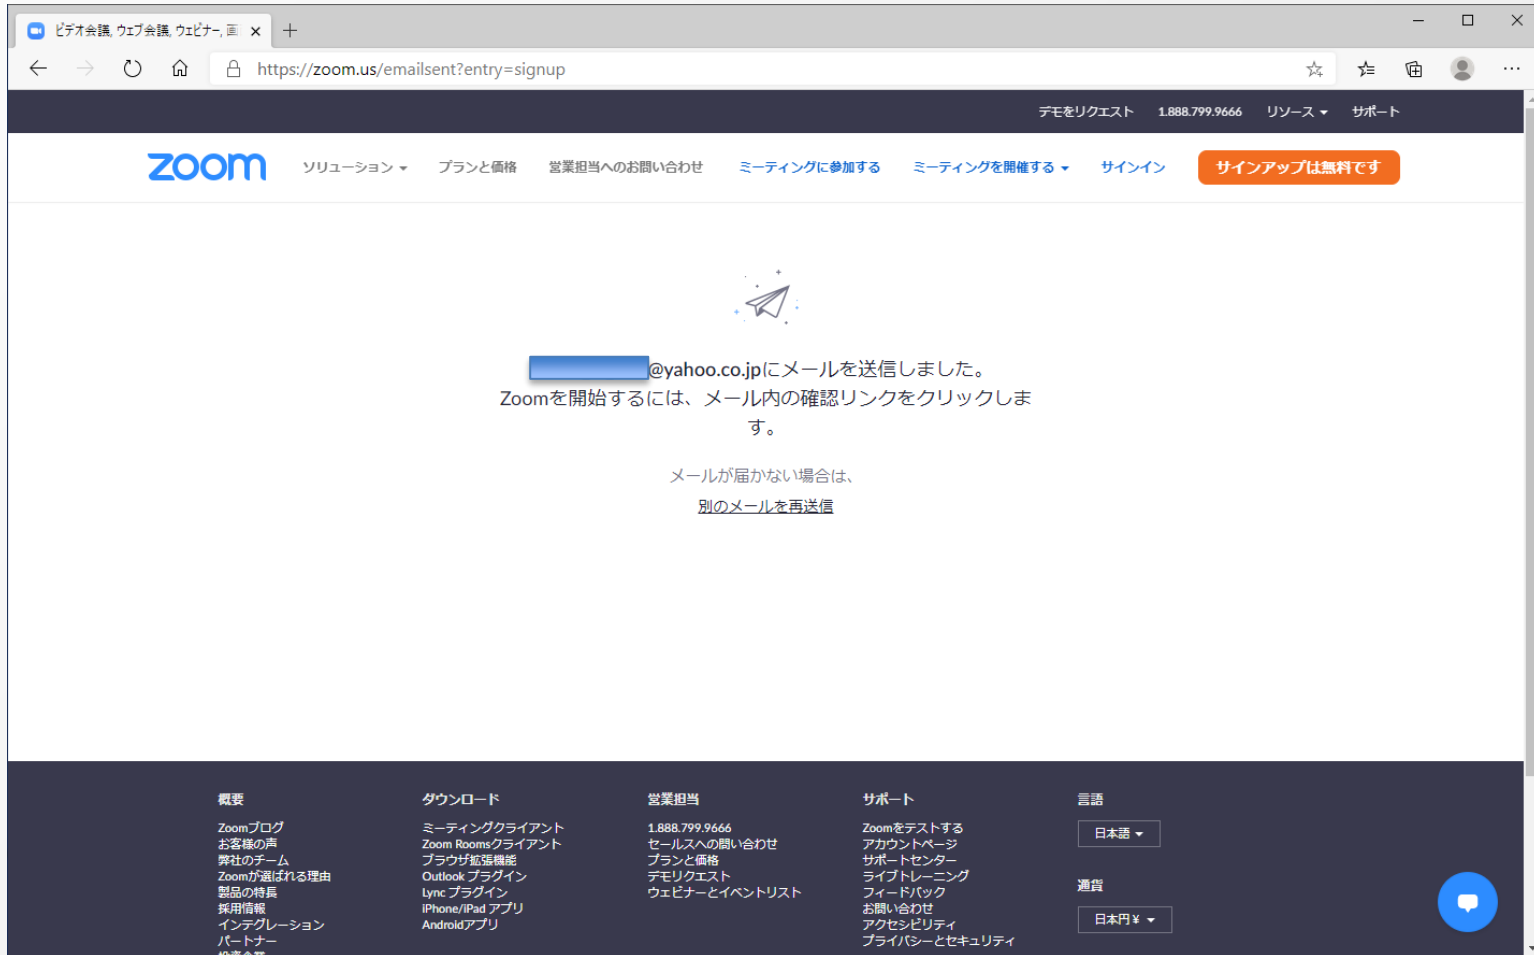 ビデオ会議, ウェブ会議, ウェビナー, 画
https://zoom.us/emailsent?entry=signup
デモをリクエスト 1.888.799.9666 リソース サポート
zoom ソリューション プランと価格 営業担当へのお問い合わせ ミーティングに参加する ミーティングを開催する サインイン サインアップは無料です
@yahoo.co.jpにメールを送信しました。
Zoomを開始するには、メール内の確認リンクをクリックしま
す。
メールが届かない場合は、
別のメールを再送信
概要
Zoomブログ
お客様の声
弊社のチーム
Zoomが選ばれる理由
製品の特長
採用情報
インテグレーション
パートナー
ダウンロード
ミーティングクライアント
Zoom Roomsクライアント
ブラウザ拡張機能
Outlook プラグイン
Lync プラグイン
iPhone/iPad アプリ
Androidアプリ
営業担当
1.888.799.9666
セールスへの問い合わせ
プランと価格
デモリクエスト
ウェビナーとイベントリスト
サポート
Zoomをテストする
アカウントページ
サポートセンター
ライブトレーニング
フィードバック
お問い合わせ
アクセシビリティ
プライバシーとセキュリティ
言語
日本語
通貨
日本円 ¥